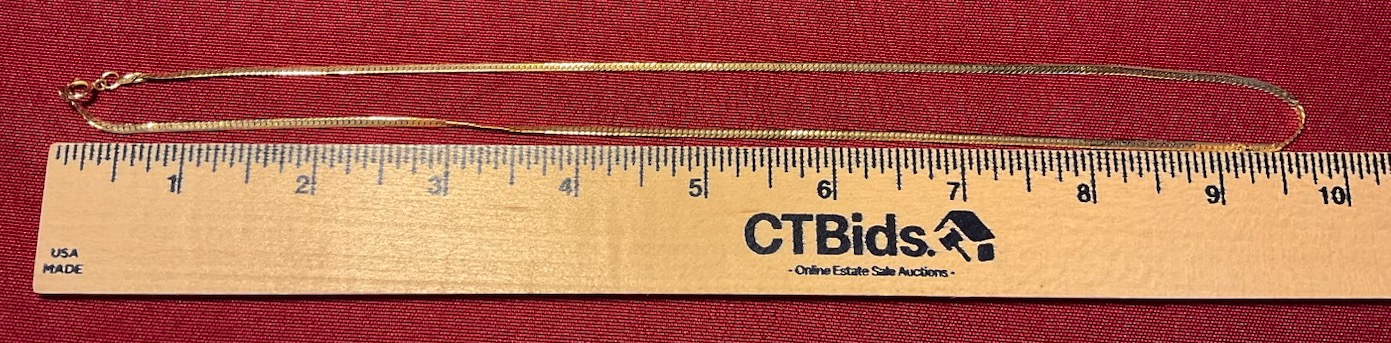 1 2 3 4 5 6 7 8 9 10
CTBids.
- Online Estate Sale Auctions -
USA
MADE